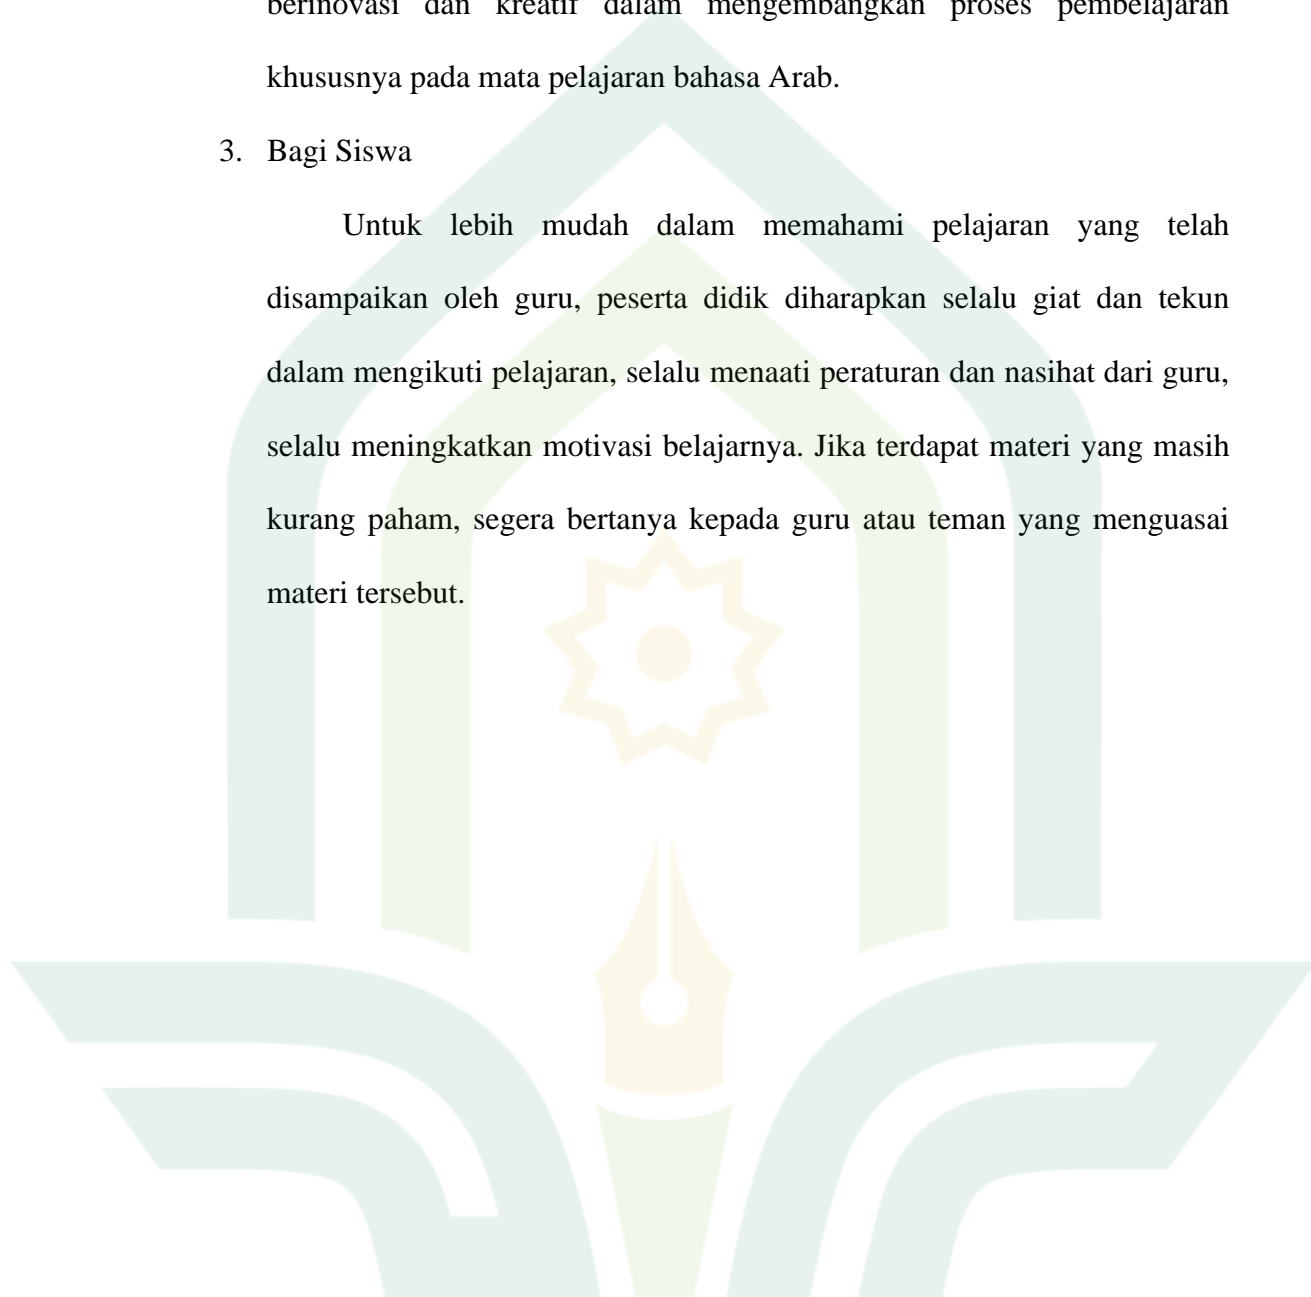 berinovasi dan kreatif dalam mengembangkan proses pembelajaran
khususnya pada mata pelajaran bahasa Arab.
3. Bagi Siswa
Untuk lebih mudah dalam memahami pelajaran yang telah
disampaikan oleh guru, peserta didik diharapkan selalu giat dan tekun
dalam mengikuti pelajaran, selalu menaati peraturan dan nasihat dari guru,
selalu meningkatkan motivasi belajarnya. Jika terdapat materi yang masih
kurang paham, segera bertanya kepada guru atau teman yang menguasai
materi tersebut.